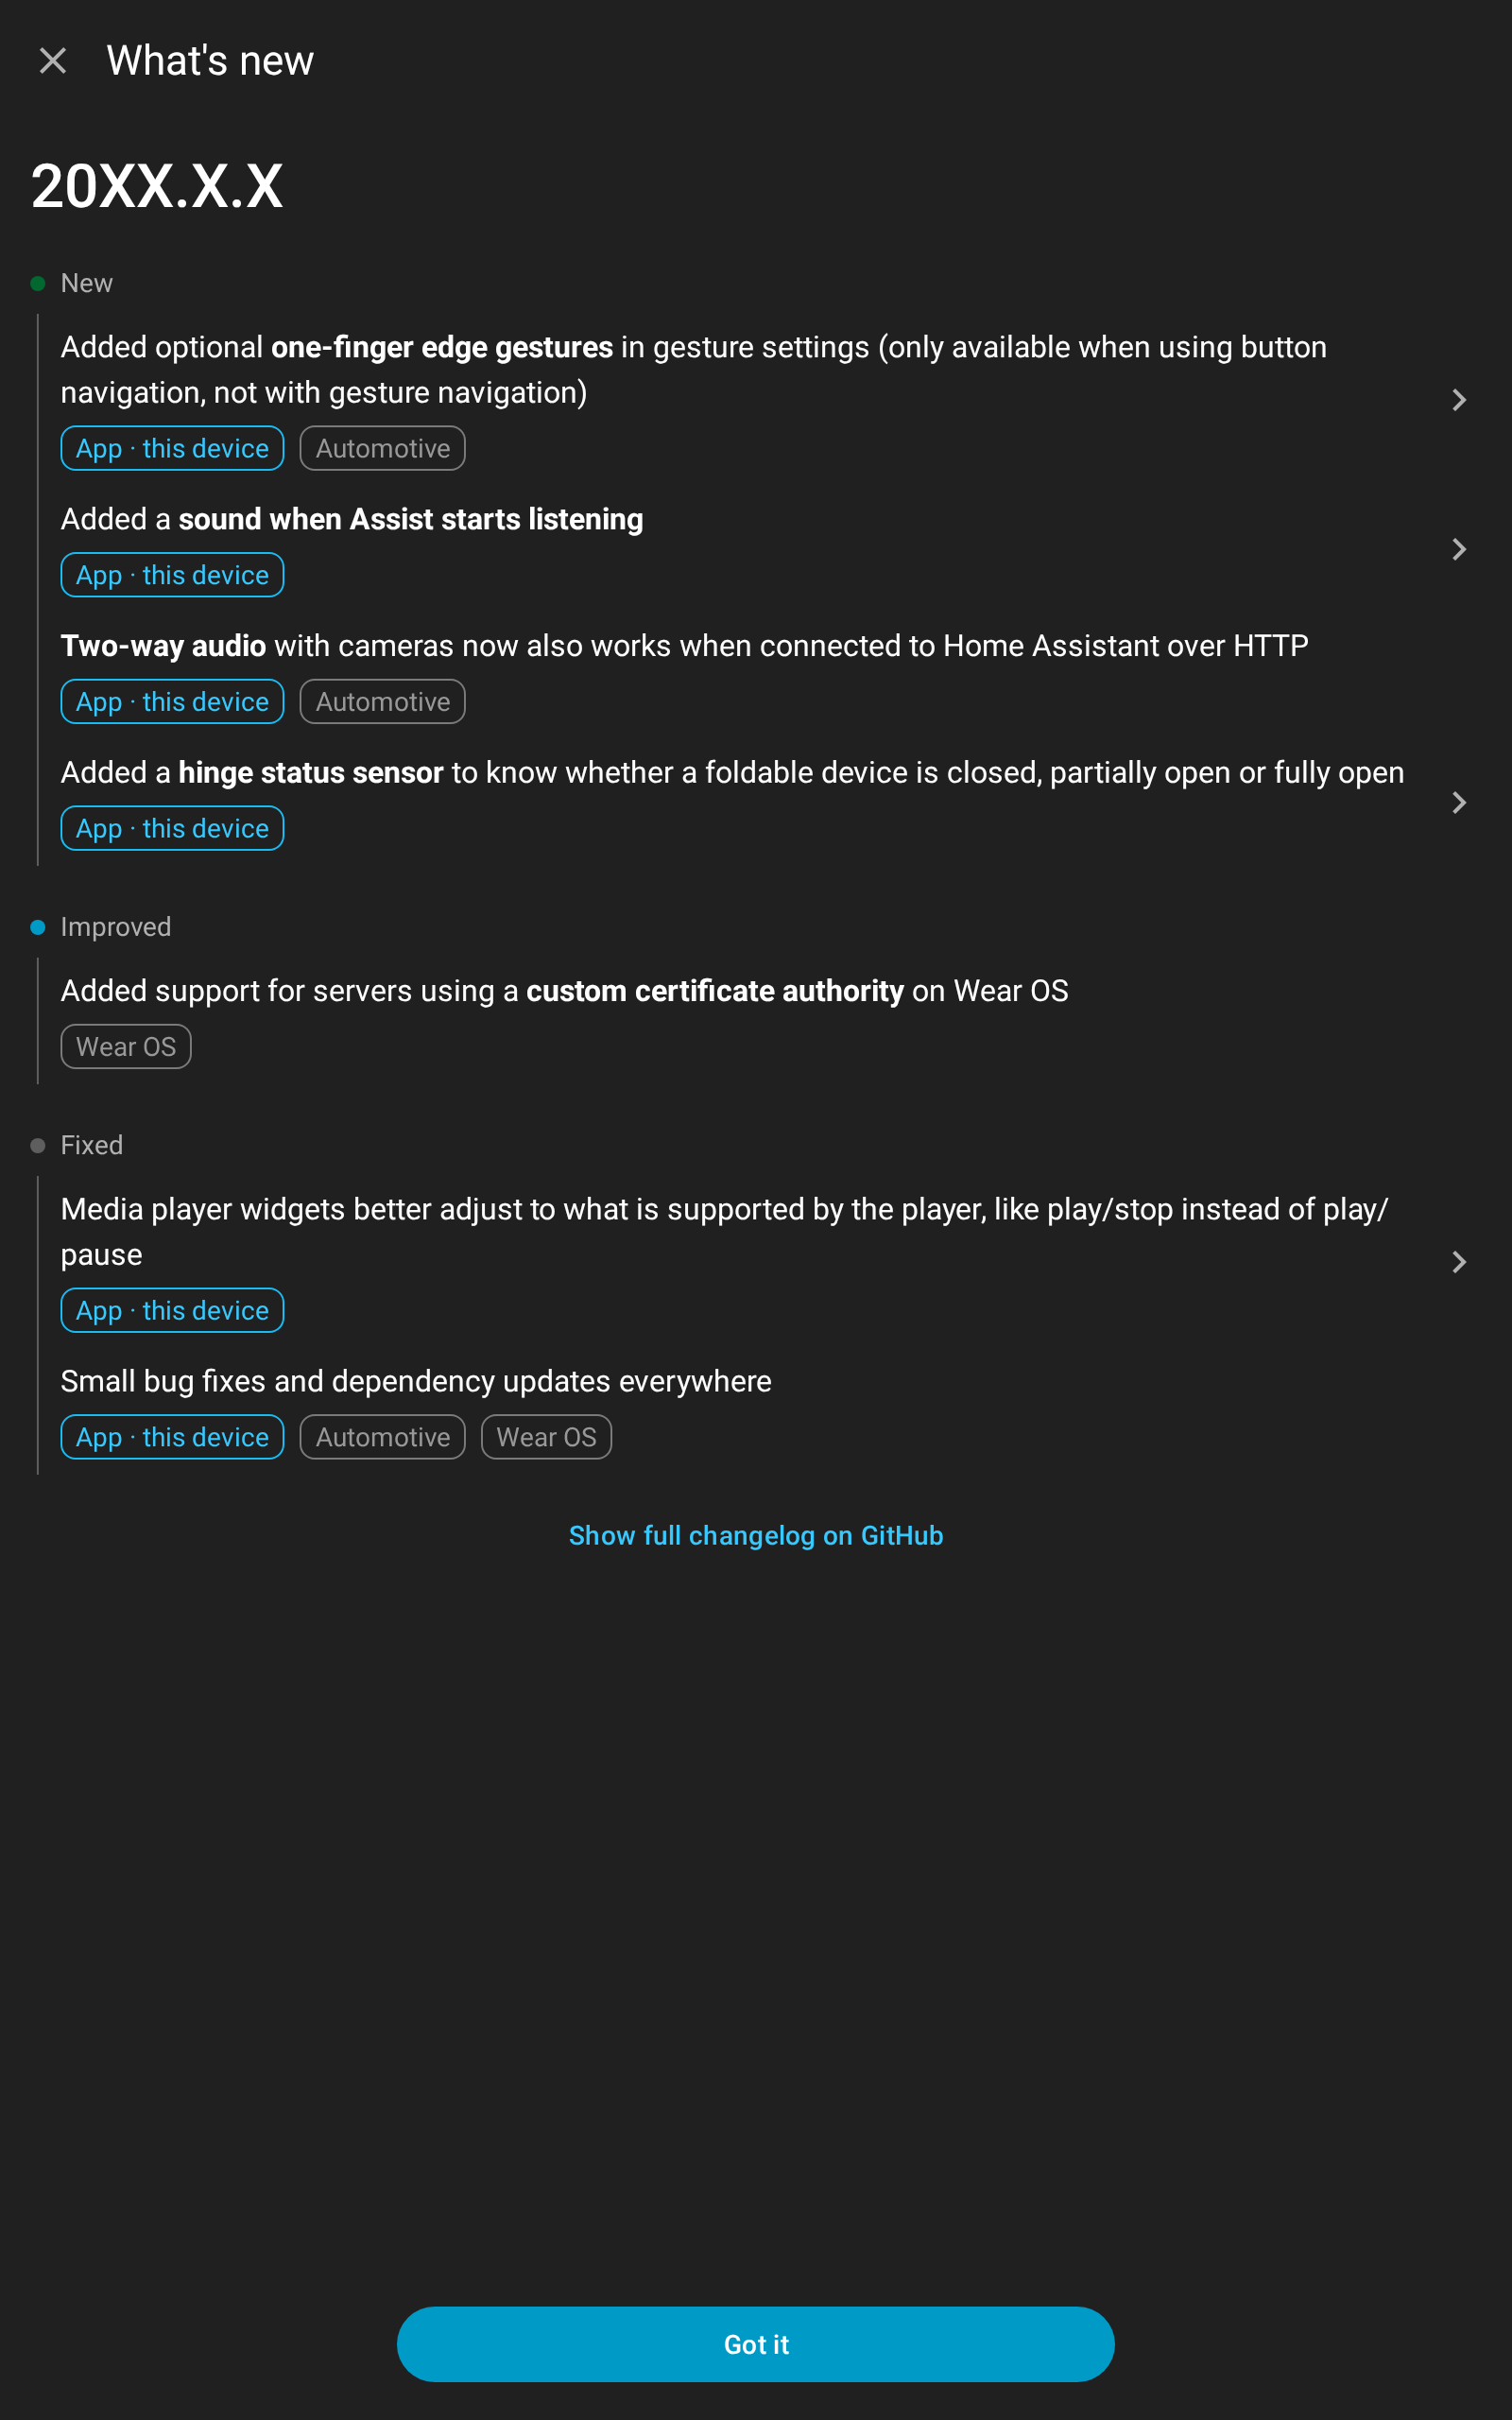 What's new
20XX.X.X
New
Added optional one-finger edge gestures in gesture settings (only available when using button
navigation, not with gesture navigation)
App · this device Automotive
Added a sound when Assist starts listening
App · this device
Two-way audio with cameras now also works when connected to Home Assistant over HTTP
App · this device Automotive
Added a hinge status sensor to know whether a foldable device is closed, partially open or fully open
App · this device
Improved
Added support for servers using a custom certificate authority on Wear OS
Wear OS
Fixed
Media player widgets better adjust to what is supported by the player, like play/stop instead of play/
pause
App · this device
Small bug fixes and dependency updates everywhere
App · this device Automotive Wear OS
Show full changelog on GitHub
Got it